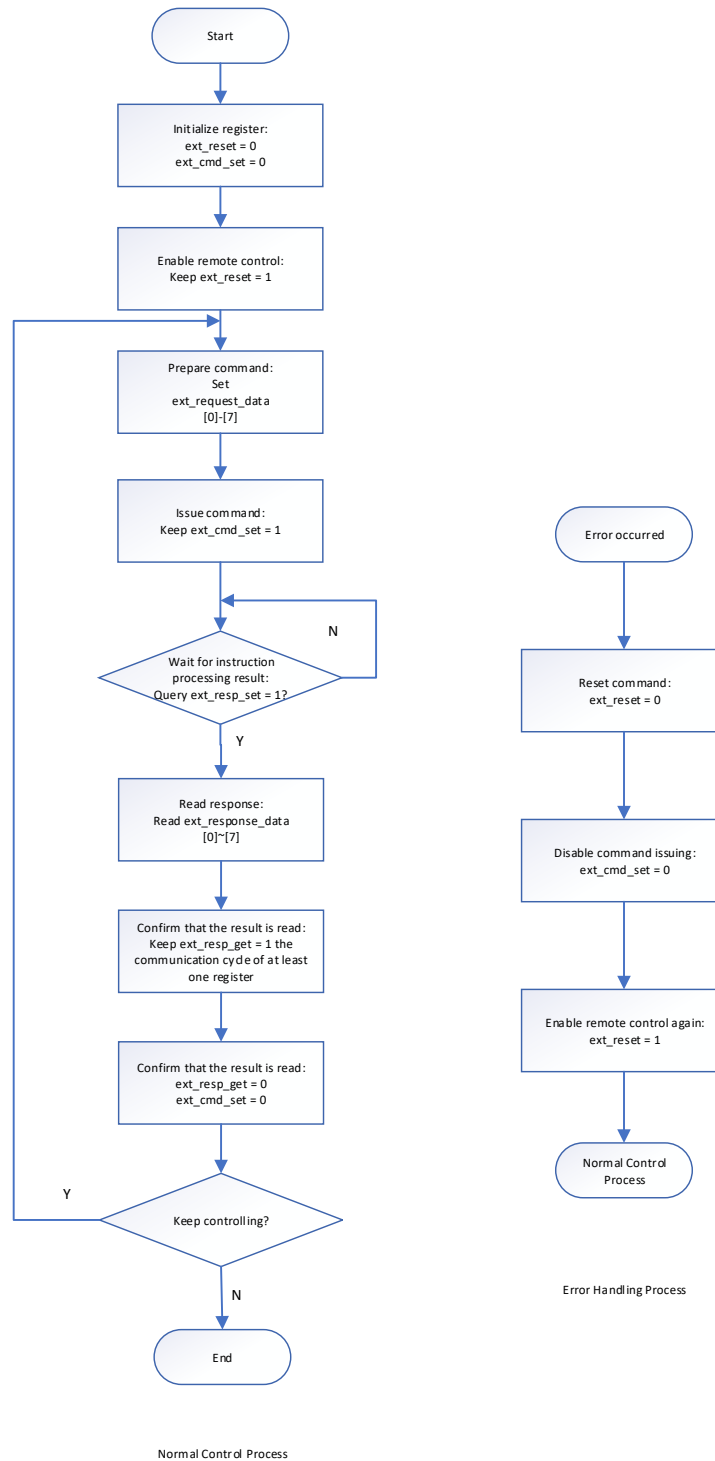 Start
Initialize register:
ext_reset = 0
ext_cmd_set = 0
Enable remote control:
Keep ext_reset = 1
Prepare command:
Set
ext_request_data
[0]-[7]
Issue command:
Keep ext_cmd_set = 1
N
Wait for instruction
processing result:
Query ext_resp_set = 1?
Y
Read response:
Read ext_response_data
[0]~[7]
Confirm that the result is read:
Keep ext_resp_get = 1 the
communication cycle of at least
one register
Confirm that the result is read:
ext_resp_get = 0
ext_cmd_set = 0
Y
Keep controlling?
N
End
Normal Control Process
Error occurred
Reset command:
ext_reset = 0
Disable command issuing:
ext_cmd_set = 0
Enable remote control again:
ext_reset = 1
Normal Control
Process
Error Handling Process